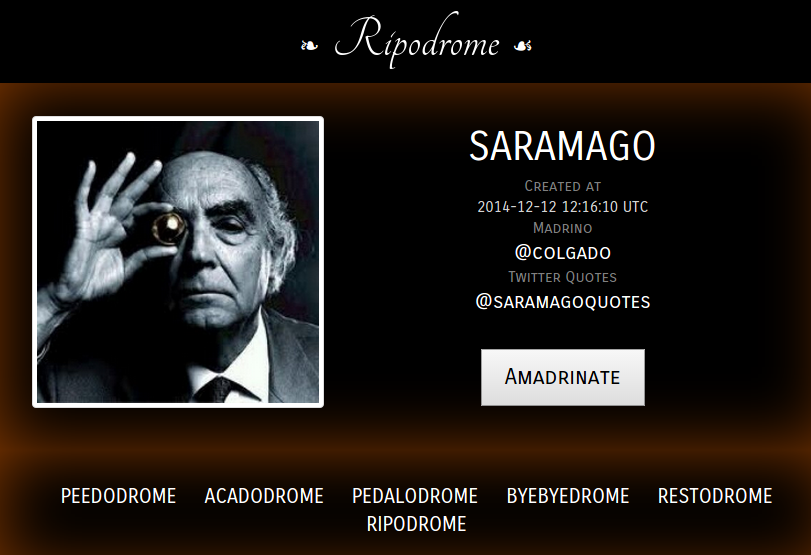 Ripodrome
SARAMAGO
Created at
2014-12-12 12:16:10 UTC
Madrino
@colgado
Twitter Quotes
@saramagoquotes
Amadrinate
PEEDODROME ACADODROME PEDALODROME BYEBYEDROME RESTODROME
RIPODROME